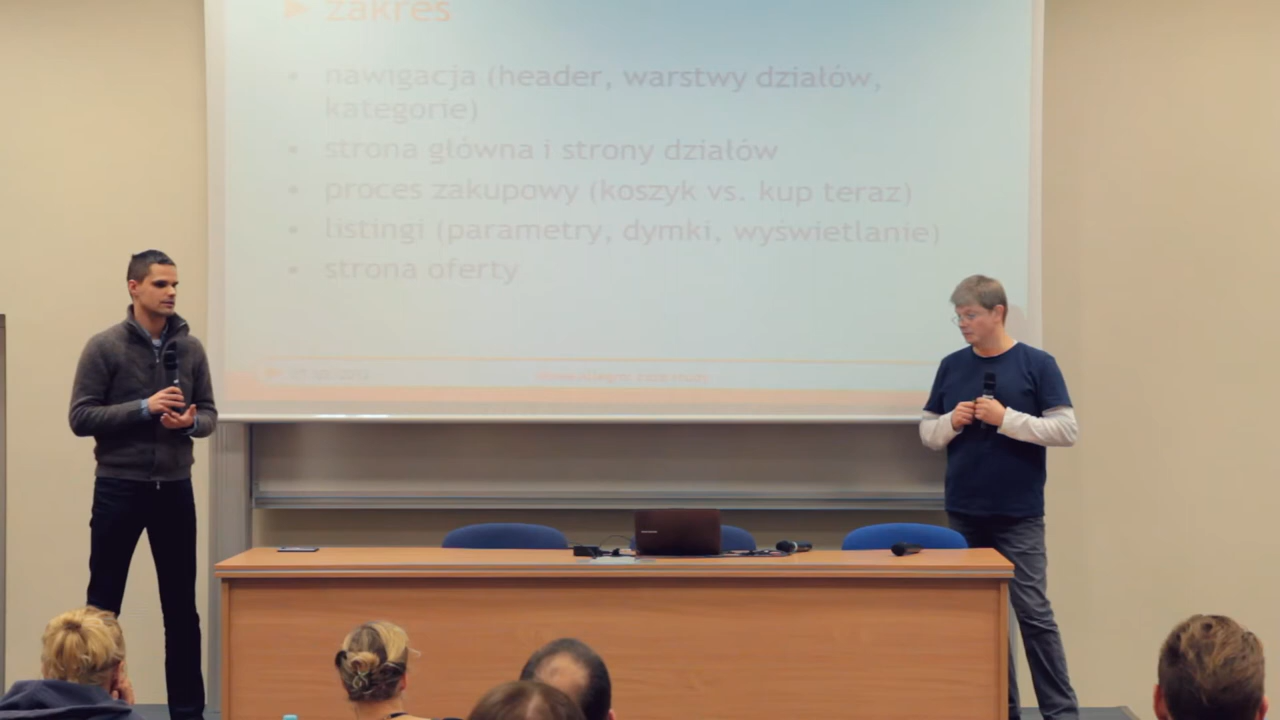 ► zakres
• nawigacja (header, warstwy działów,
kategorie)
• strona główna i strony działów
• proces zakupowy (koszyk vs. kup teraz)
• listingi (parametry, dymki, wyświetlanie)
• strona oferty